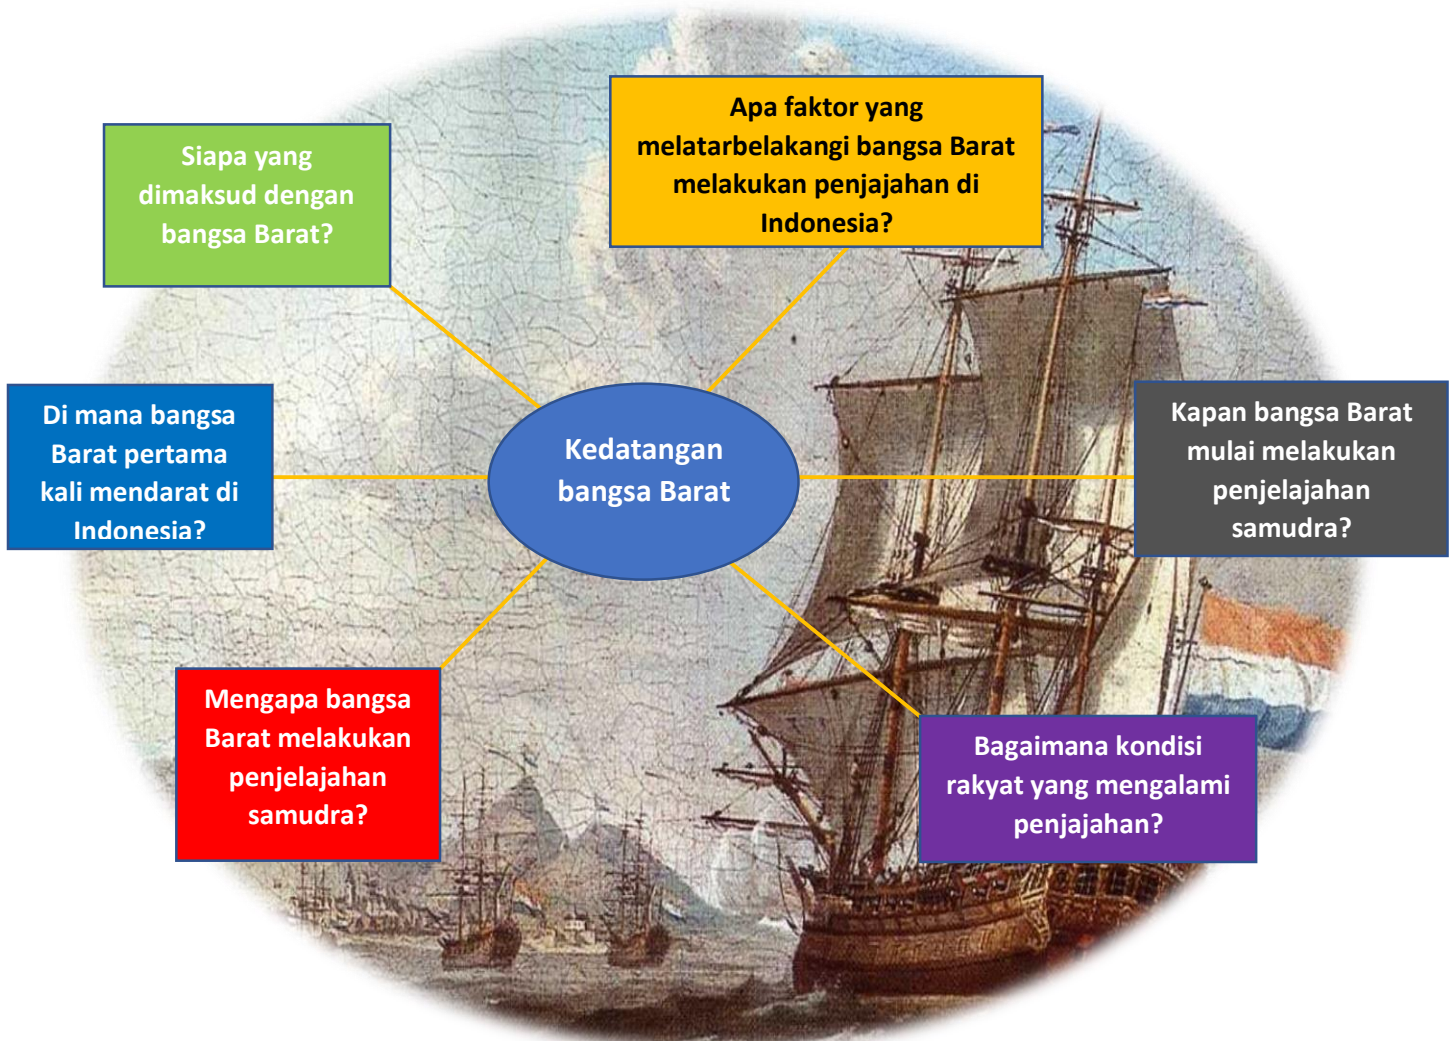 Apa faktor yang
melatarbelakangi bangsa Barat
melakukan penjajahan di
Indonesia?
Siapa yang
dimaksud dengan
bangsa Barat?
Di mana bangsa
Barat pertama
kali mendarat di
Indonesia?
Kedatangan
bangsa Barat
Kapan bangsa Barat
mulai melakukan
penjelajahan
samudra?
Mengapa bangsa
Barat melakukan
penjelajahan
samudra?
Bagaimana kondisi
rakyat yang mengalami
penjajahan?